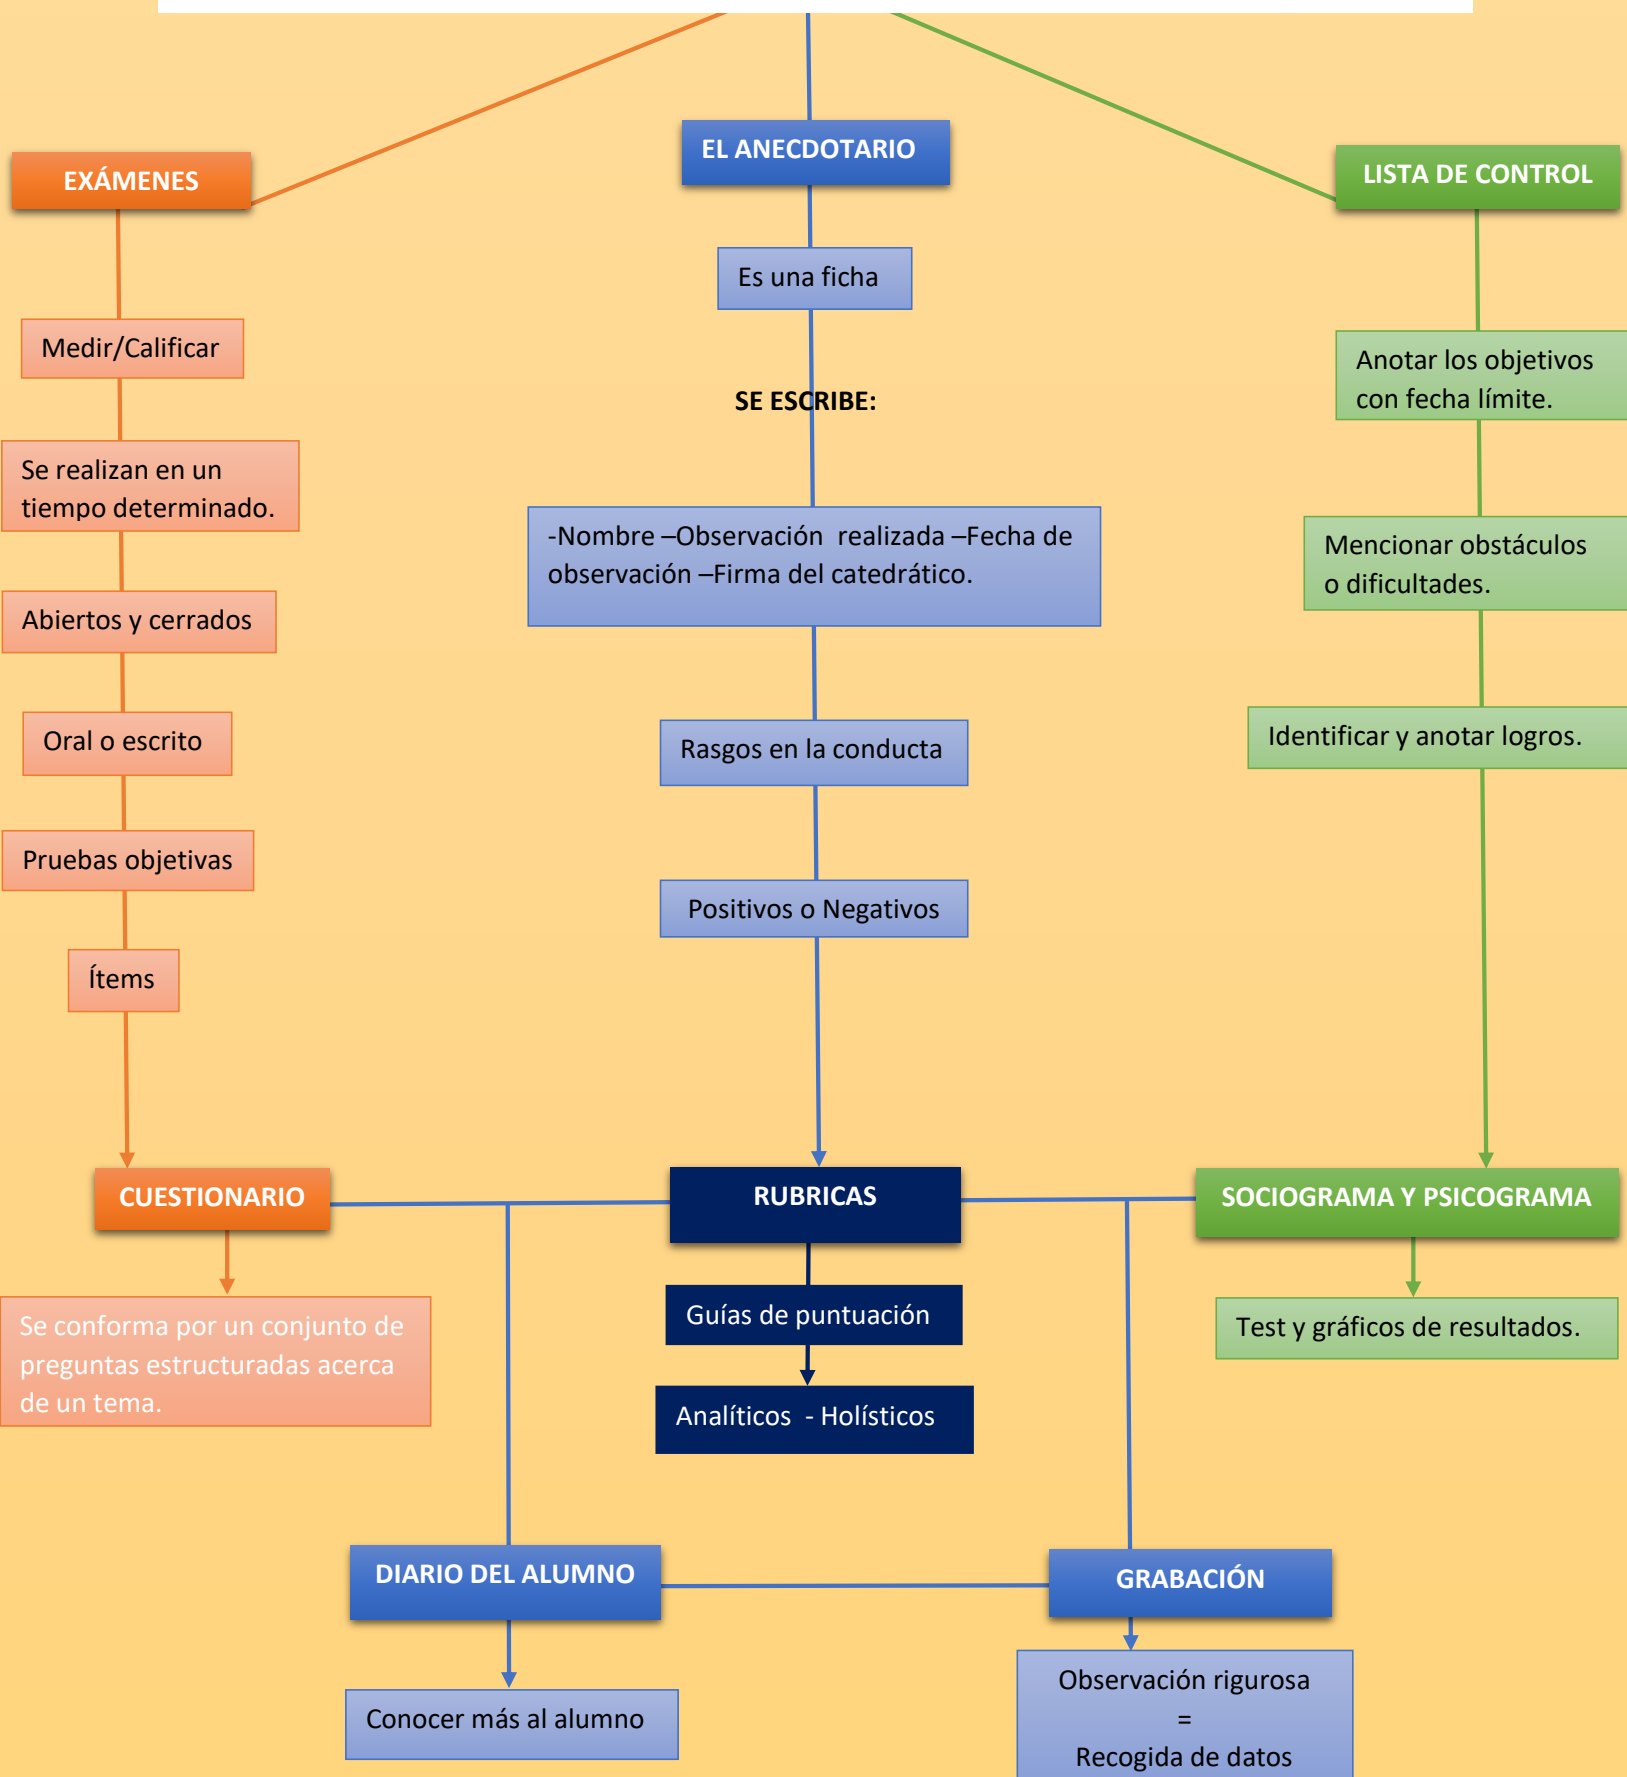 EXÁMENES
Medir/Calificar
Se realizan en un
tiempo determinado.
Abiertos y cerrados
Oral o escrito
Pruebas objetivas
Ítems
EL ANECDOTARIO
Es una ficha
SE ESCRIBE:
-Nombre –Observación  realizada –Fecha de
observación –Firma del catedrático.
Rasgos en la conducta
Positivos o Negativos
LISTA DE CONTROL
Anotar los objetivos
con fecha límite.
Mencionar obstáculos
o dificultades.
Identificar y anotar logros.
CUESTIONARIO
Se conforma por un conjunto de
preguntas estructuradas acerca
de un tema.
RUBRICAS
Guías de puntuación
Analíticos  - Holísticos
SOCIOGRAMA Y PSICOGRAMA
Test y gráficos de resultados.
DIARIO DEL ALUMNO
Conocer más al alumno
GRABACIÓN
Observación rigurosa
=
Recogida de datos